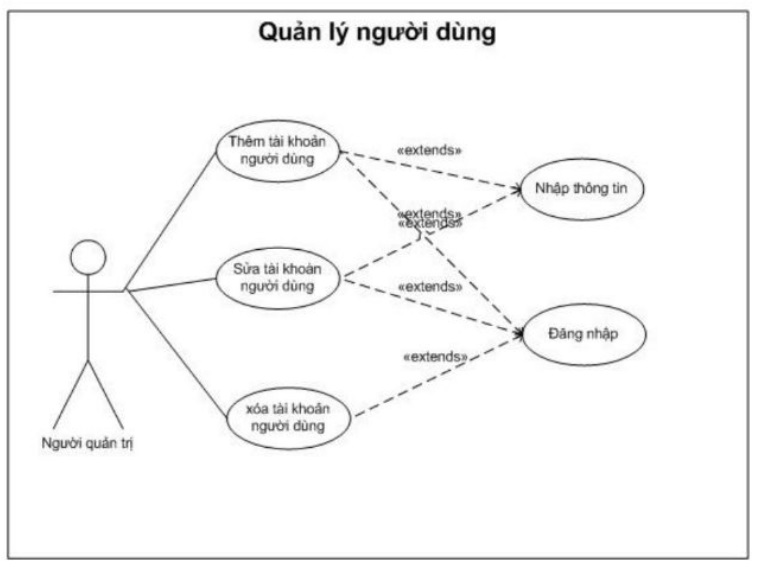 Quản lý người dùng
Thêm tài khoản
người dùng
«extends»
Nhập thông tin
«extends»
«extends»
Sửa tài khoản
người dùng
«extends»
Đăng nhập
«extends»
xóa tài khoản
người dùng
Người quản trị